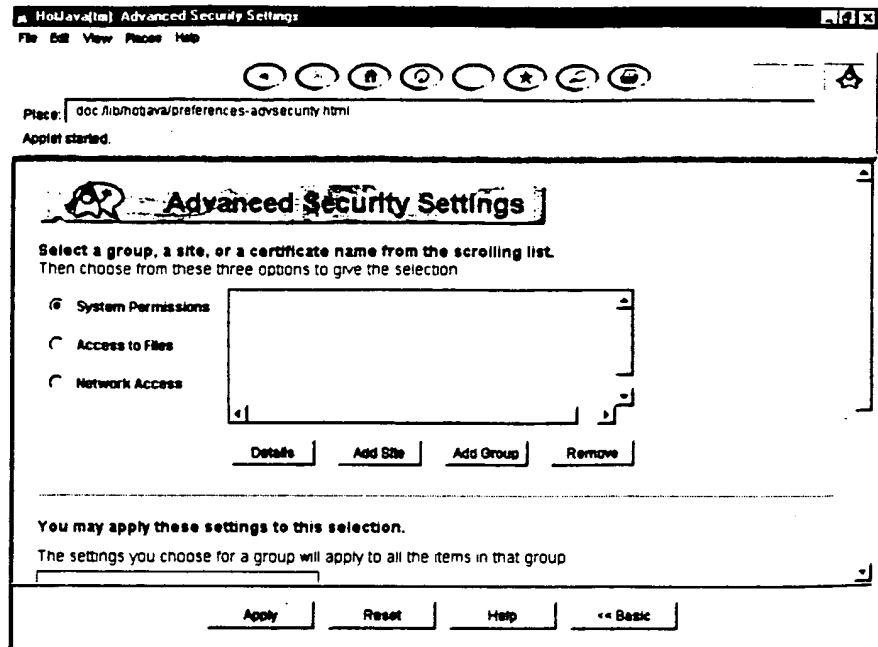 HotJava(tm) Advanced Security Settings
File Edit View Places Help
Place: doc:/lib/hotjava/preferences-advsecurity.html
Applet started.
Advanced Security Settings
Select a group, a site, or a certificate name from the scrolling list.
Then choose from these three options to give the selection
System Permissions
Access to Files
Network Access
Details Add Site Add Group Remove
You may apply these settings to this selection.
The settings you choose for a group will apply to all the items in that group
Apply Reset Help << Basic